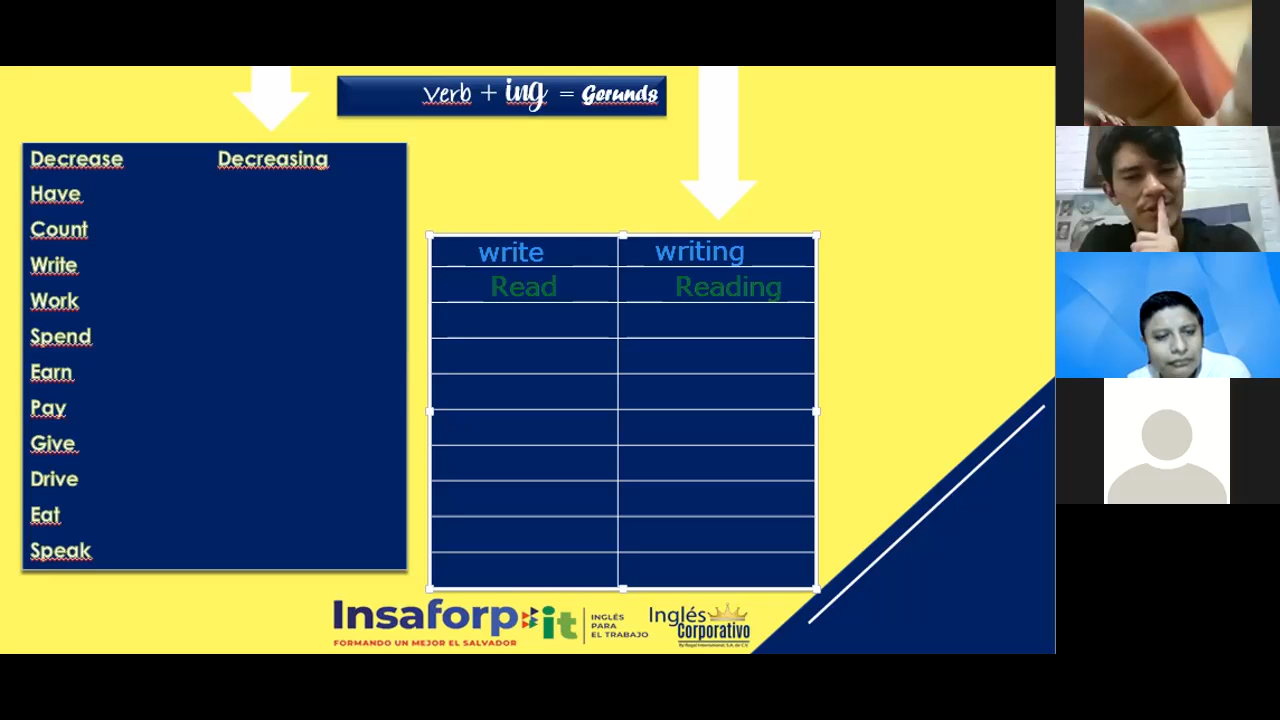 Verb + ing = Gerunds
Decrease Decreasing
Have
Count
Write
Work
Spend
Earn
Pay
Give
Drive
Eat
Speak
write writing
Read Reading
Insaforp
FORMANDO UN MEJOR EL SALVADOR
it
INGLÉS
PARA
EL TRABAJO
Inglés
Corporativo